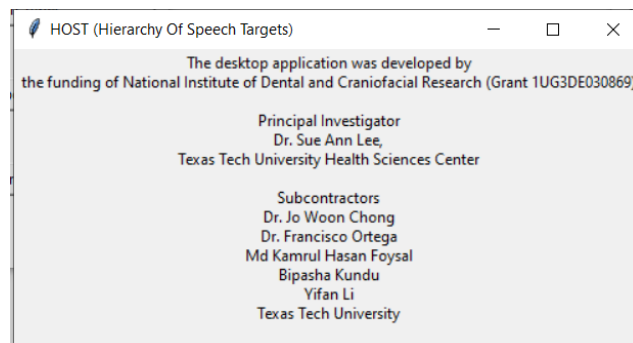 HOST (Hierarchy Of Speech Targets)
The desktop application was developed by
the funding of National Institute of Dental and Craniofacial Research (Grant 1UG3DE030869)
Principal Investigator
Dr. Sue Ann Lee,
Texas Tech University Health Sciences Center
Subcontractors
Dr. Jo Woon Chong
Dr. Francisco Ortega
Md Kamrul Hasan Foysal
Bipasha Kundu
Yifan Li
Texas Tech University